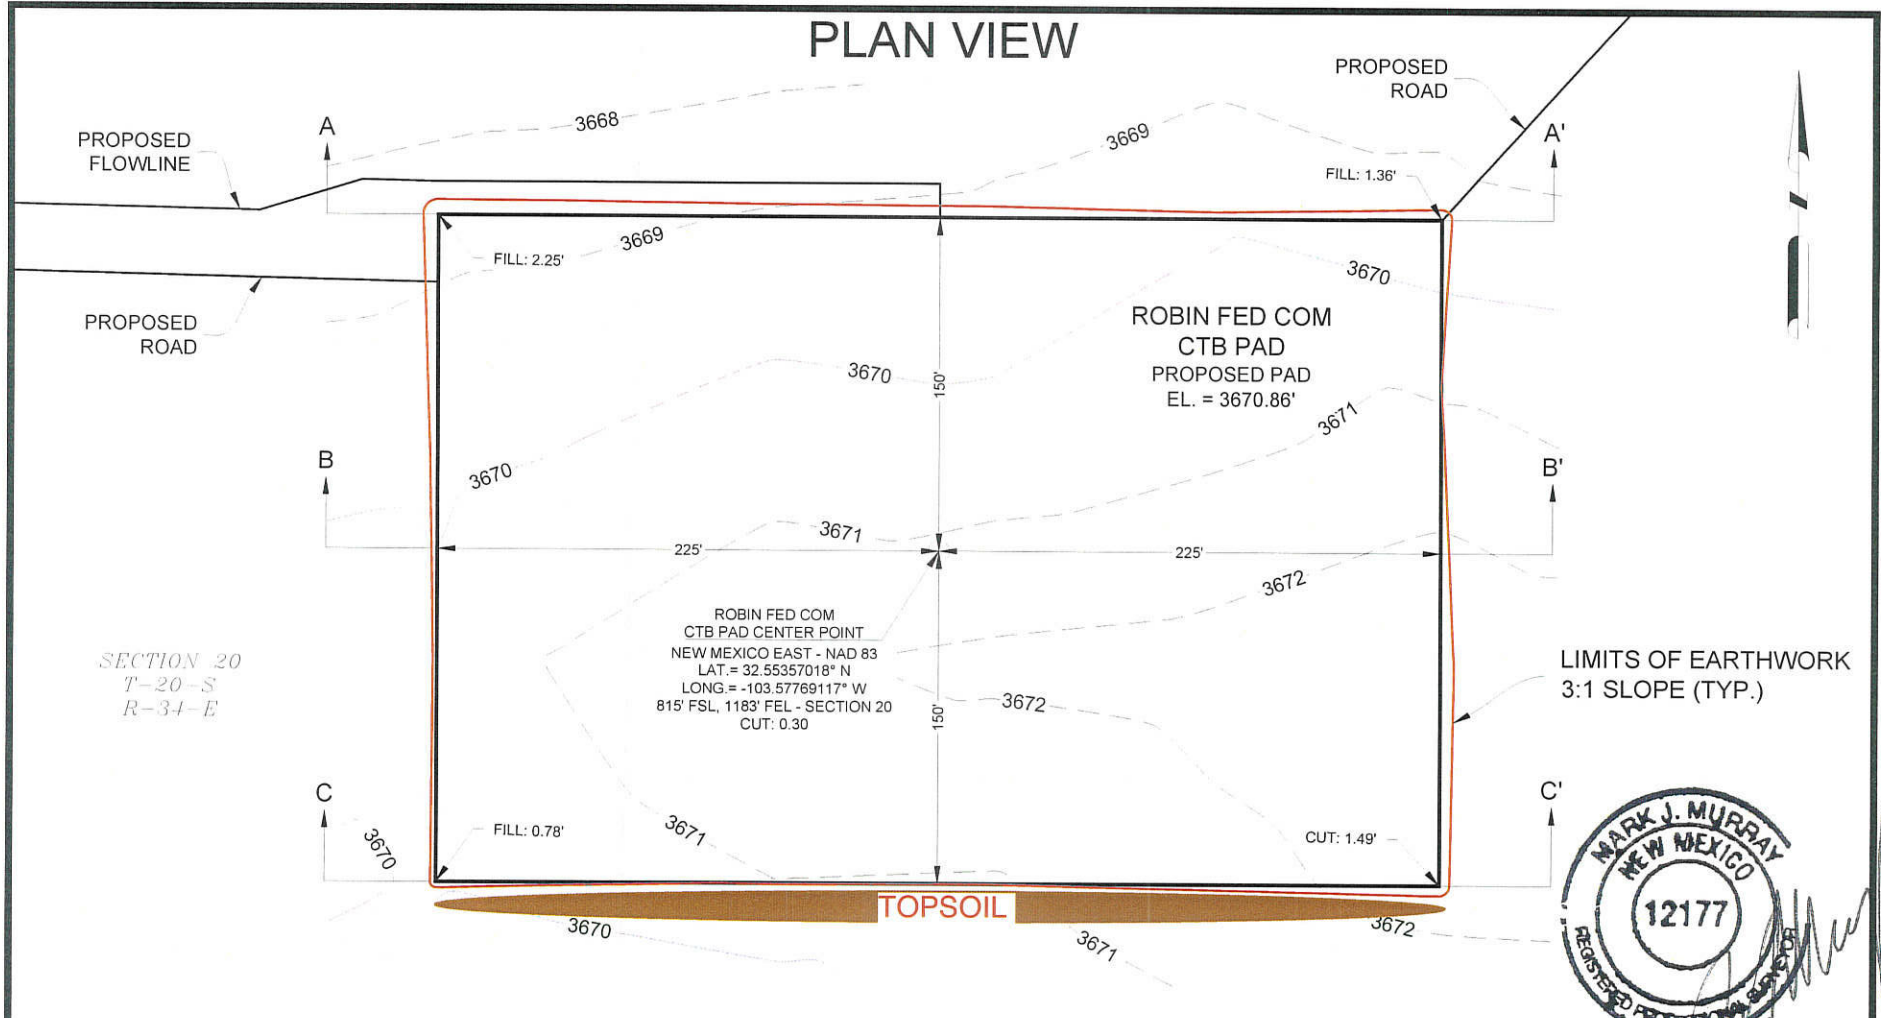 PLAN VIEW
PROPOSED
ROAD
PROPOSED
FLOWLINE
A
3668
3669
A'
FILL: 1.36'
3669
FILL: 2.25'
3670
PROPOSED
ROAD
ROBIN FED COM
CTB PAD
PROPOSED PAD
EL. = 3670.86'
3670
150'
3671
B
3670
B'
3671
225'
225'
3672
ROBIN FED COM
CTB PAD CENTER POINT
NEW MEXICO EAST - NAD 83
LAT.= 32.55357018° N
LONG.= -103.57769117° W
815' FSL, 1183' FEL - SECTION 20
CUT: 0.30
SECTION 20
T-20-S
R-34-E
LIMITS OF EARTHWORK
3:1 SLOPE (TYP.)
3672
150'
C
3670
FILL: 0.78'
3671
CUT: 1.49'
C'
TOPSOIL
3670
3671
3672
MARK J. MURRAY
NEW MEXICO
12177
REGISTERED PROFESSIONAL SURVEYOR